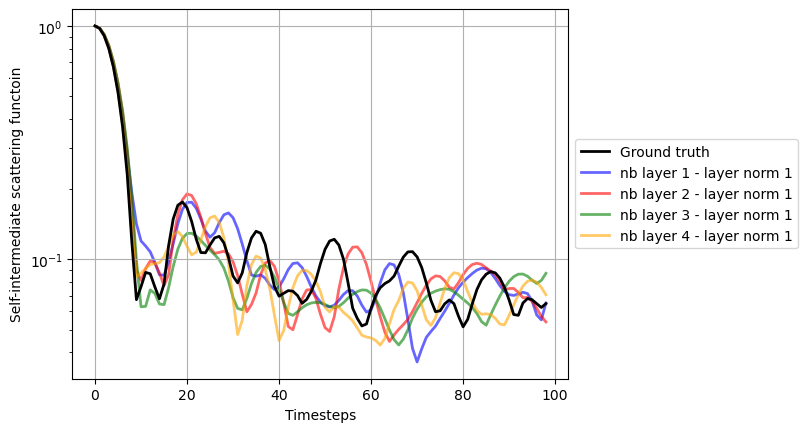 Self-intermediate scattering functoin
10⁰
10⁻¹
0 20 40 60 80 100
Timesteps
Ground truth
nb layer 1 - layer norm 1
nb layer 2 - layer norm 1
nb layer 3 - layer norm 1
nb layer 4 - layer norm 1